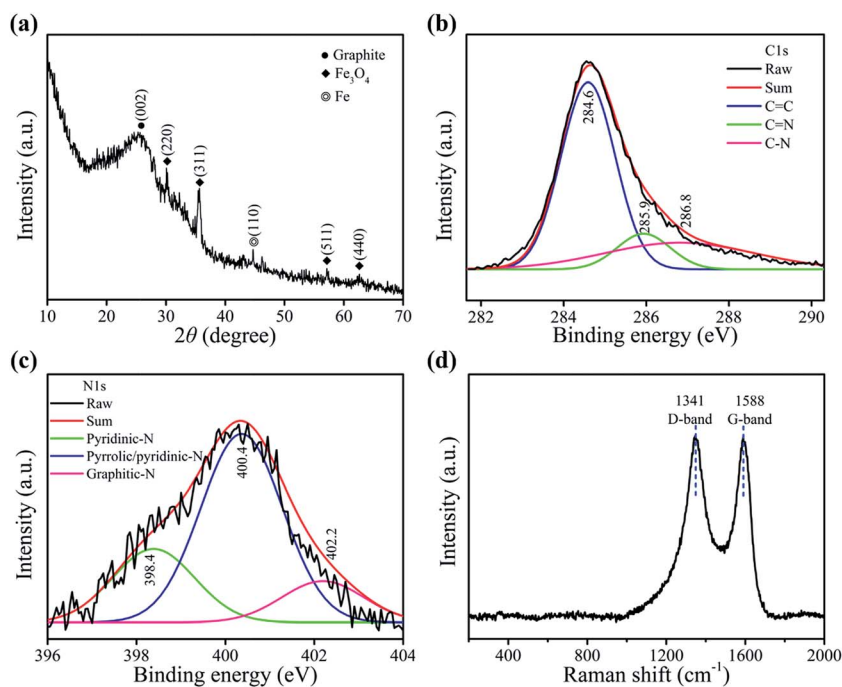 (a)
Graphite
Fe3O4
Fe
(002)
(220)
(311)
(110)
(511)
(440)
Intensity (a.u.)
10 20 30 40 50 60 70
2θ (degree)
(b)
C1s
Raw
Sum
C=C
C=N
C-N
284.6
285.9
286.8
Intensity (a.u.)
282 284 286 288 290
Binding energy (eV)
(c)
N1s
Raw
Sum
Pyridinic-N
Pyrrolic/pyridinic-N
Graphitic-N
398.4
400.4
402.2
Intensity (a.u.)
396 398 400 402 404
Binding energy (eV)
(d)
1341 1588
D-band G-band
Intensity (a.u.)
400 800 1200 1600 2000
Raman shift (cm-1)